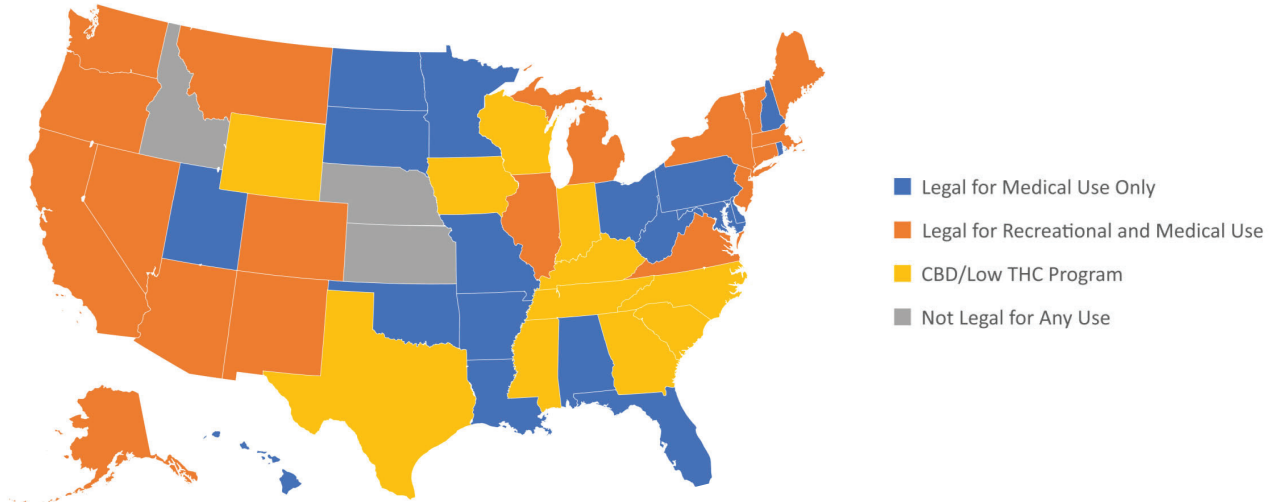 Legal for Medical Use Only
Legal for Recreational and Medical Use
CBD/Low THC Program
Not Legal for Any Use